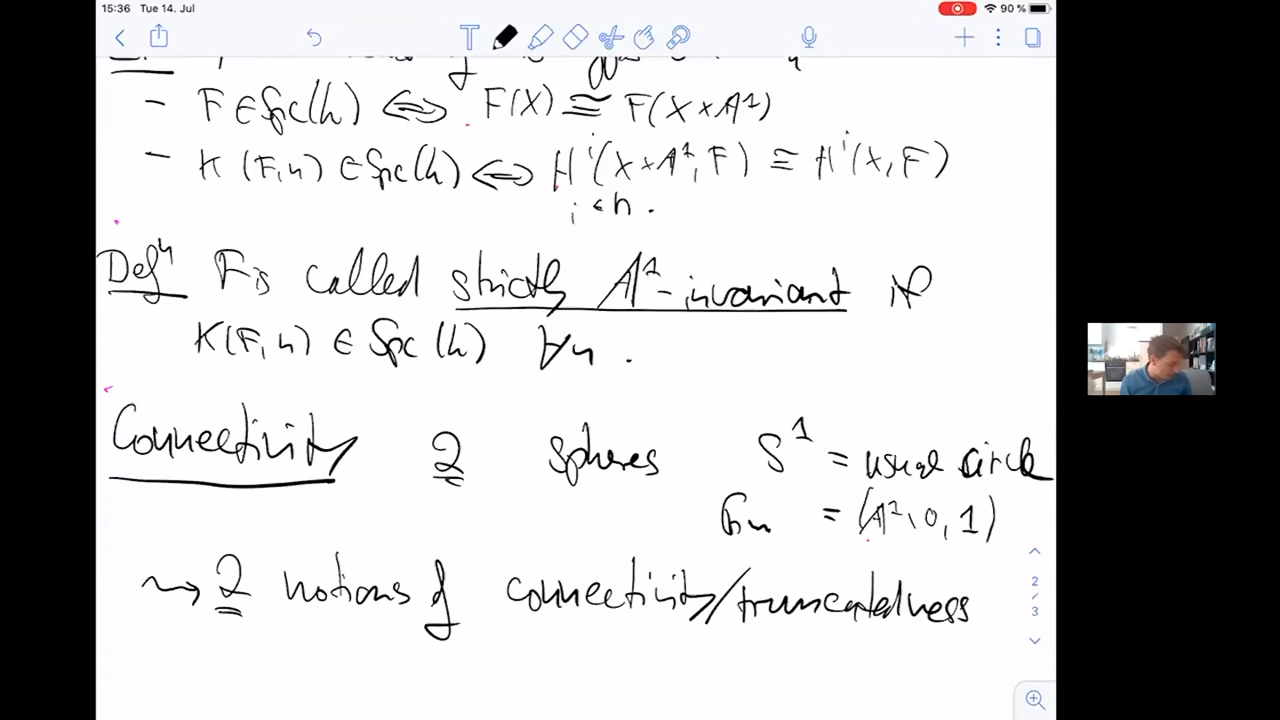 15:36 Tue 14. Jul
90 %
T
- F ∈ Spc(k) ⟺ F(X) ≅ F(X×A¹)
- K(F,n) ∈ Spc(k) ⟺ Hⁱ(X×A¹,F) ≅ Hⁱ(X,F)
i ≤ n.
Defⁿ F is called strictly A¹-invariant if
K(F,n) ∈ Spc(k) ∀n.
Connectivity 2 spheres S¹ = usual circle
Gm = (A¹\0, 1)
⇝ 2 notions of connectivity/truncatedness
2
/
3